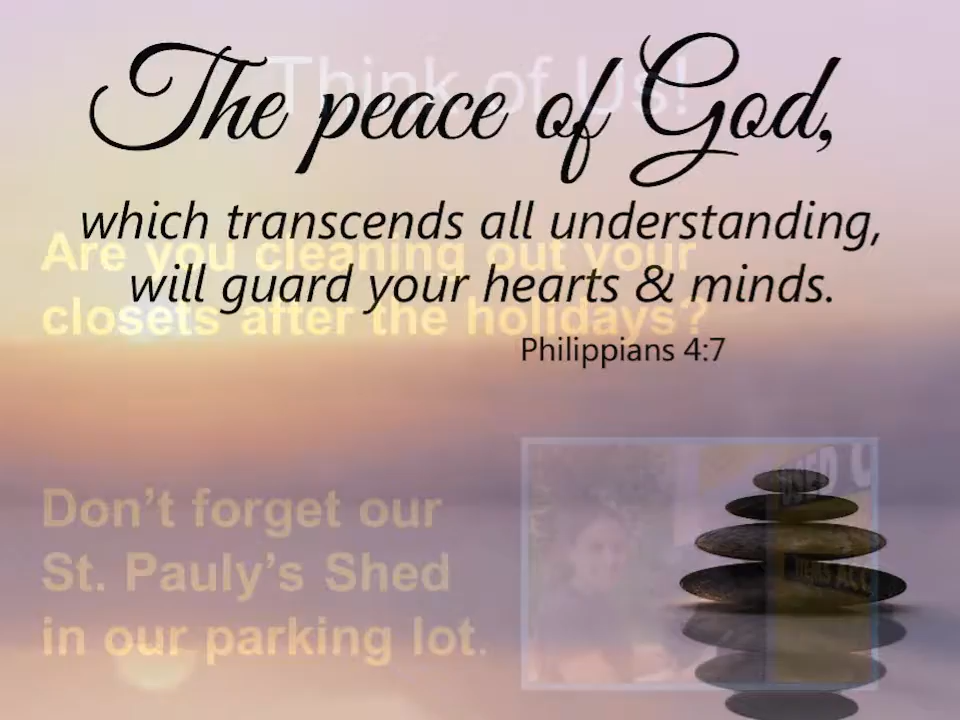 Think of Us!
The peace of God,
which transcends all understanding,
Are you cleaning out your
will guard your hearts & minds.
closets after the holidays?
Philippians 4:7
Don't forget our
St. Pauly's Shed
in our parking lot.